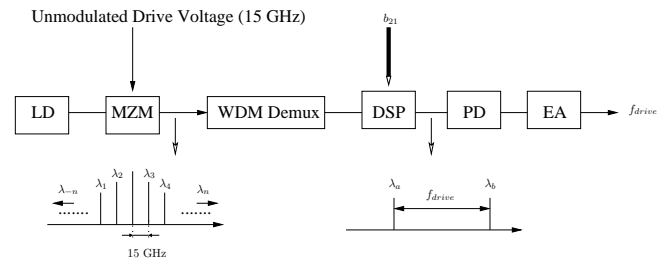 Unmodulated Drive Voltage (15 GHz)
b21
LD
MZM
WDM Demux
DSP
PD
EA
fdrive
λ−n
λ1
λ2
λ3
λ4
λn
........
........
15 GHz
λa
fdrive
λb